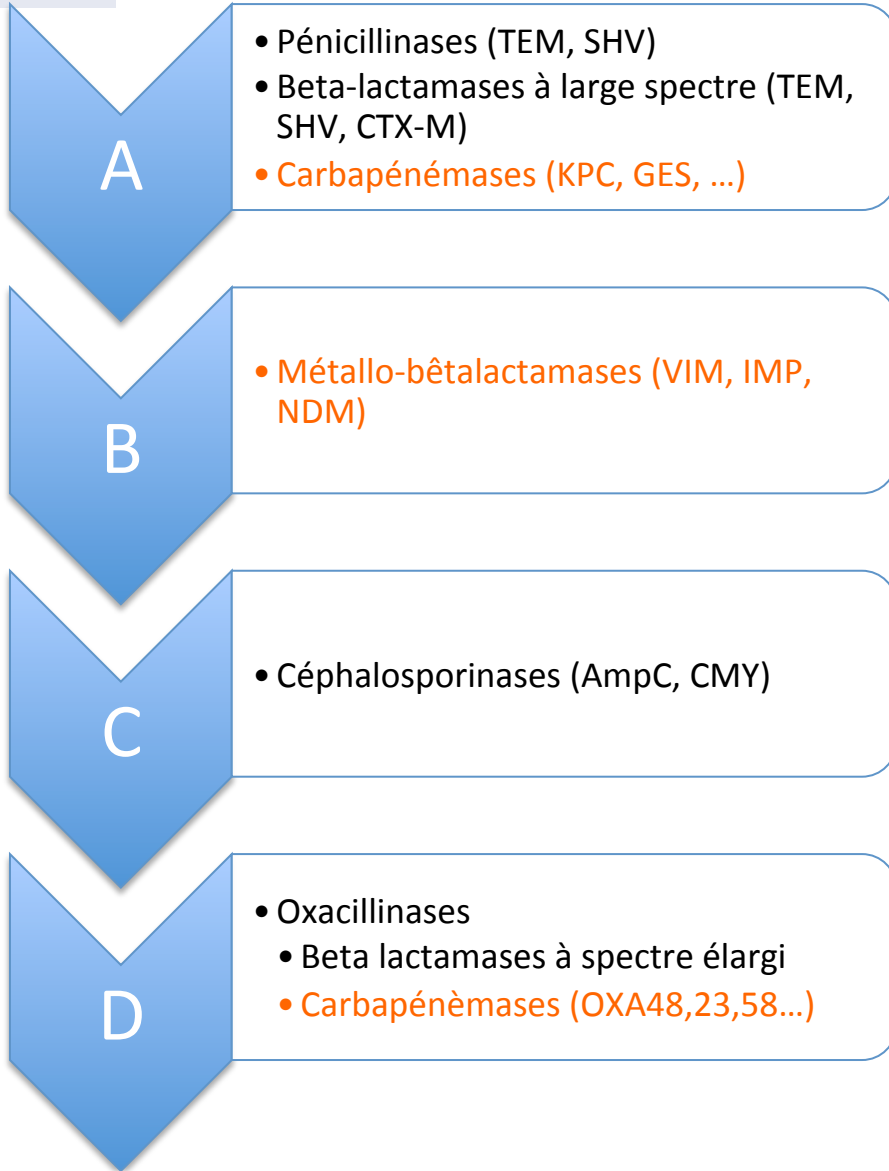 A
• Pénicillinases (TEM, SHV)
• Beta-lactamases à large spectre (TEM,
SHV, CTX-M)
• Carbapénémases (KPC, GES, …)
B
• Métallo-bêtalactamases (VIM, IMP,
NDM)
C
• Céphalosporinases (AmpC, CMY)
D
• Oxacillinases
• Beta lactamases à spectre élargi
• Carbapénèmases (OXA48,23,58…)